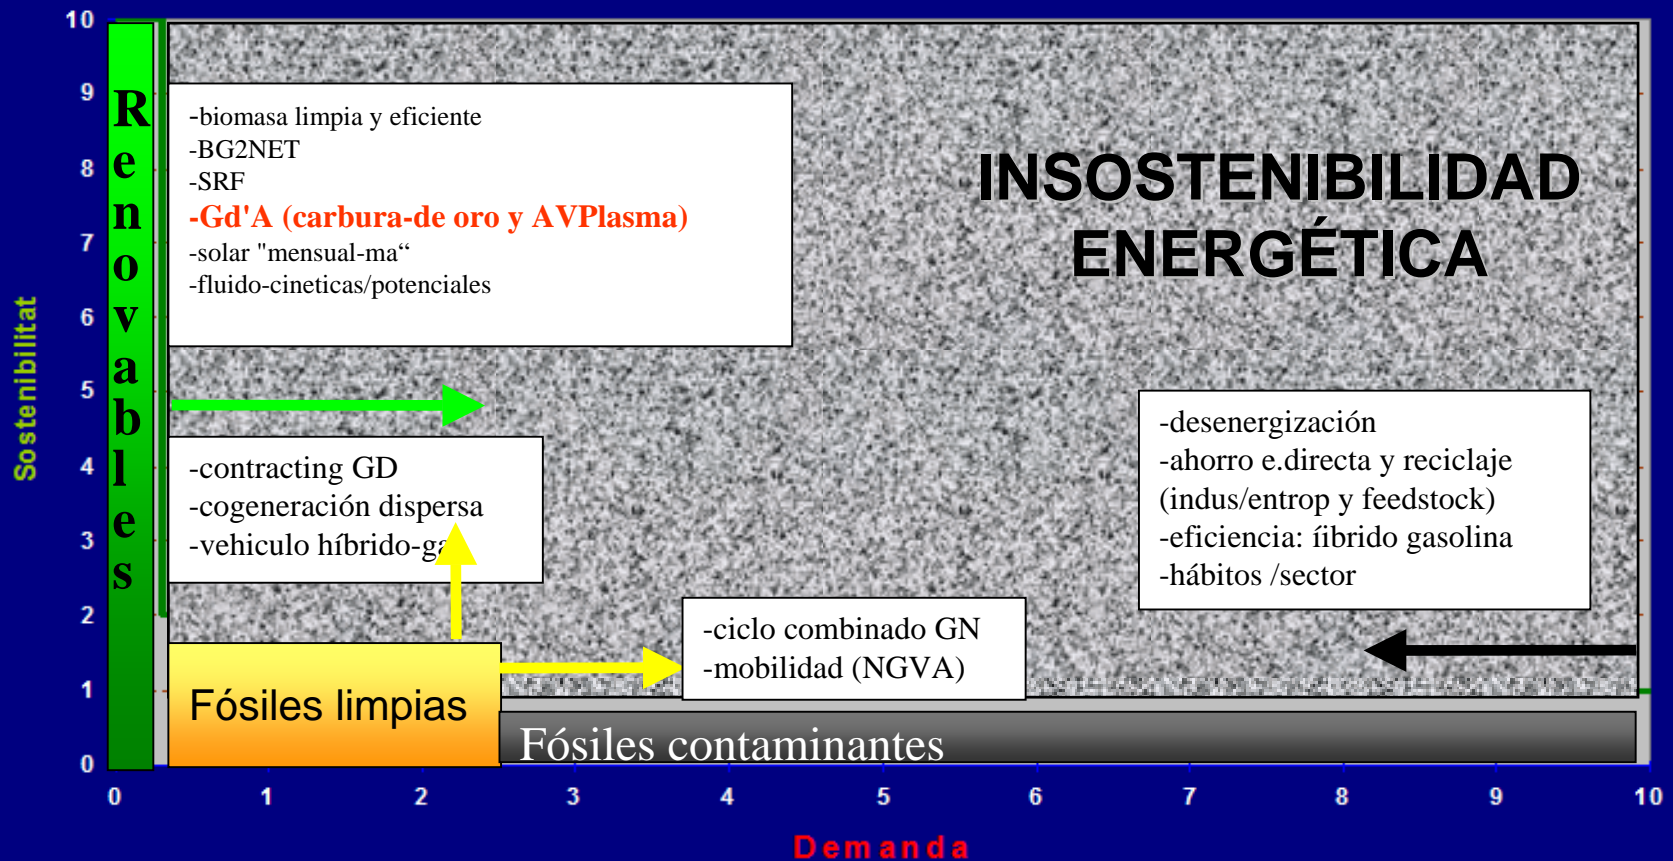 Sostenibilitat
10
9
8
7
6
5
4
3
2
1
0
Renovables
-biomasa limpia y eficiente
-BG2NET
-SRF
-Gd'A (carbura-de oro y AVPlasma)
-solar "mensual-ma“
-fluido-cineticas/potenciales
INSOSTENIBILIDAD
ENERGÉTICA
-contracting GD
-cogeneración dispersa
-vehiculo híbrido-ga
-desenergización
-ahorro e.directa y reciclaje
(indus/entrop y feedstock)
-eficiencia: íibrido gasolina
-hábitos /sector
-ciclo combinado GN
-mobilidad (NGVA)
Fósiles limpias
Fósiles contaminantes
0 1 2 3 4 5 6 7 8 9 10
Demanda